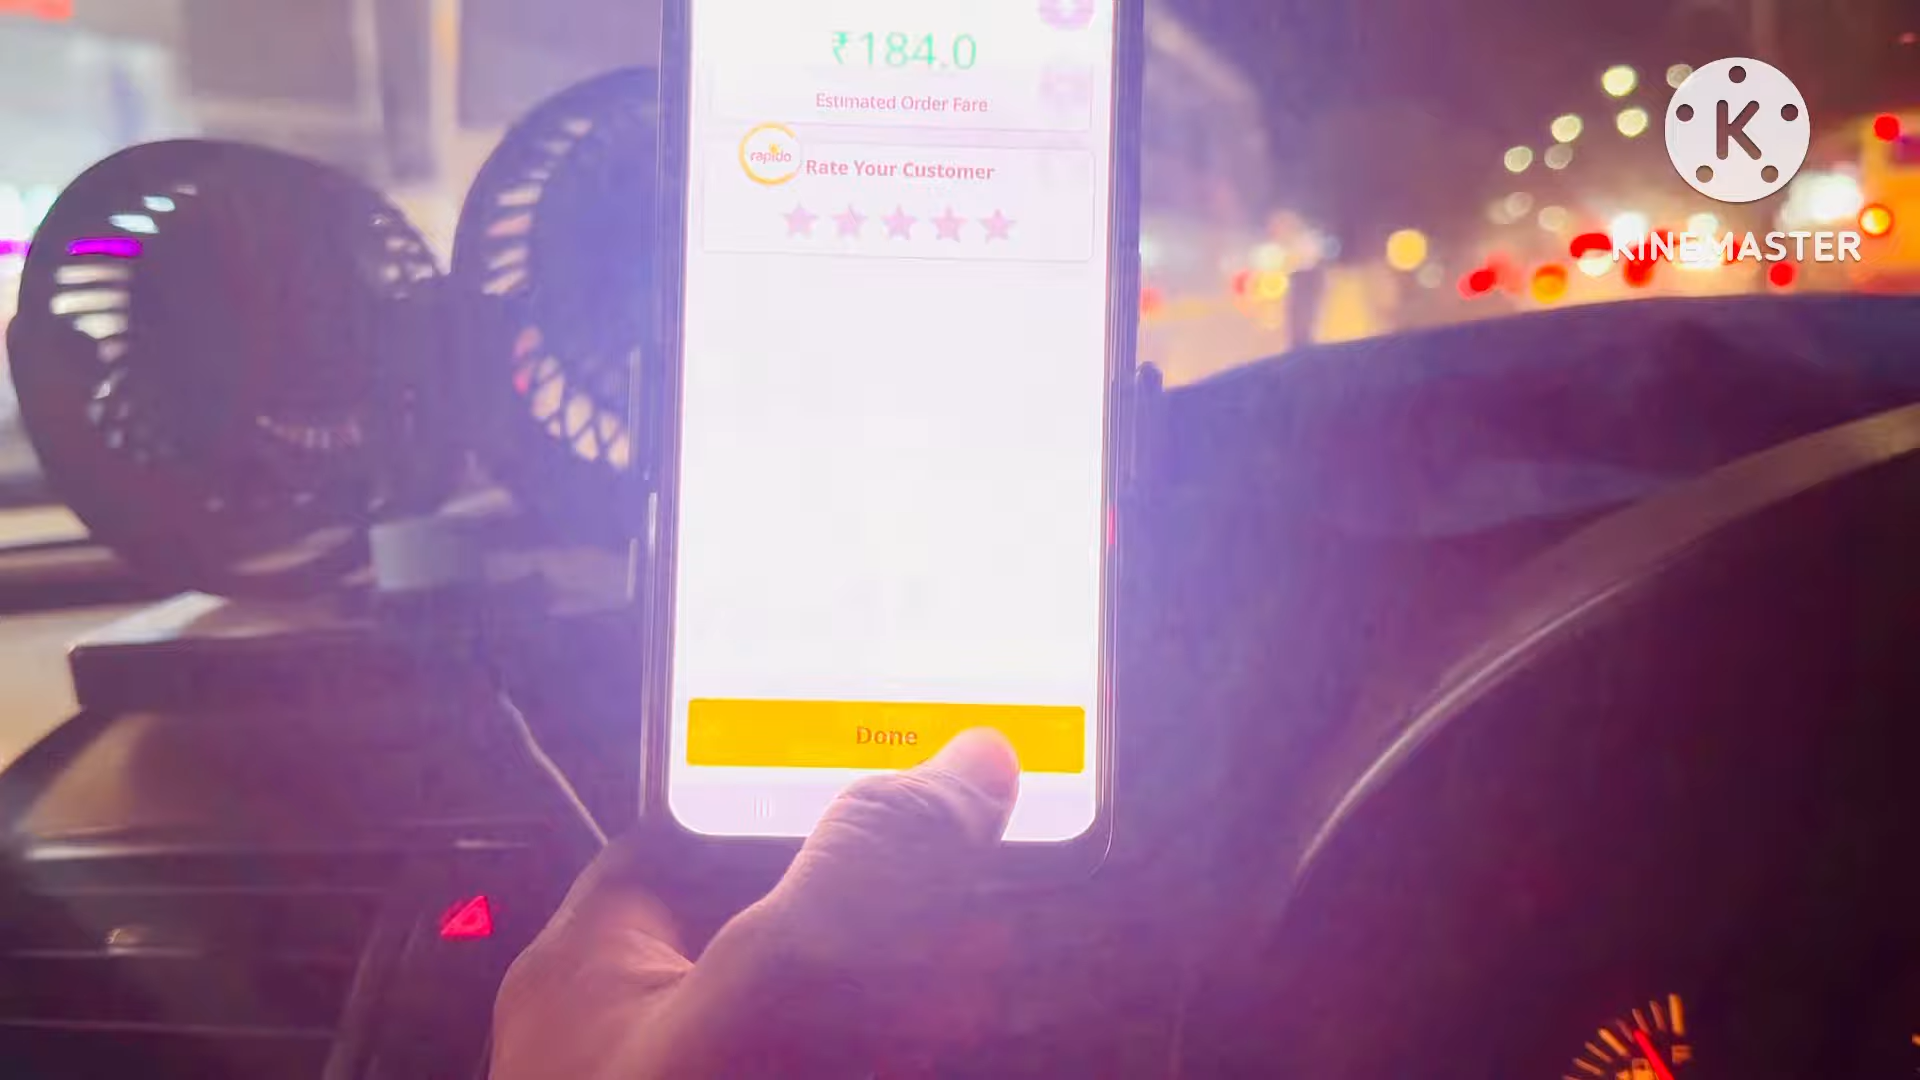 ₹184.0
Estimated Order Fare
rapido
Rate Your Customer
Done
K
KINEMASTER
F